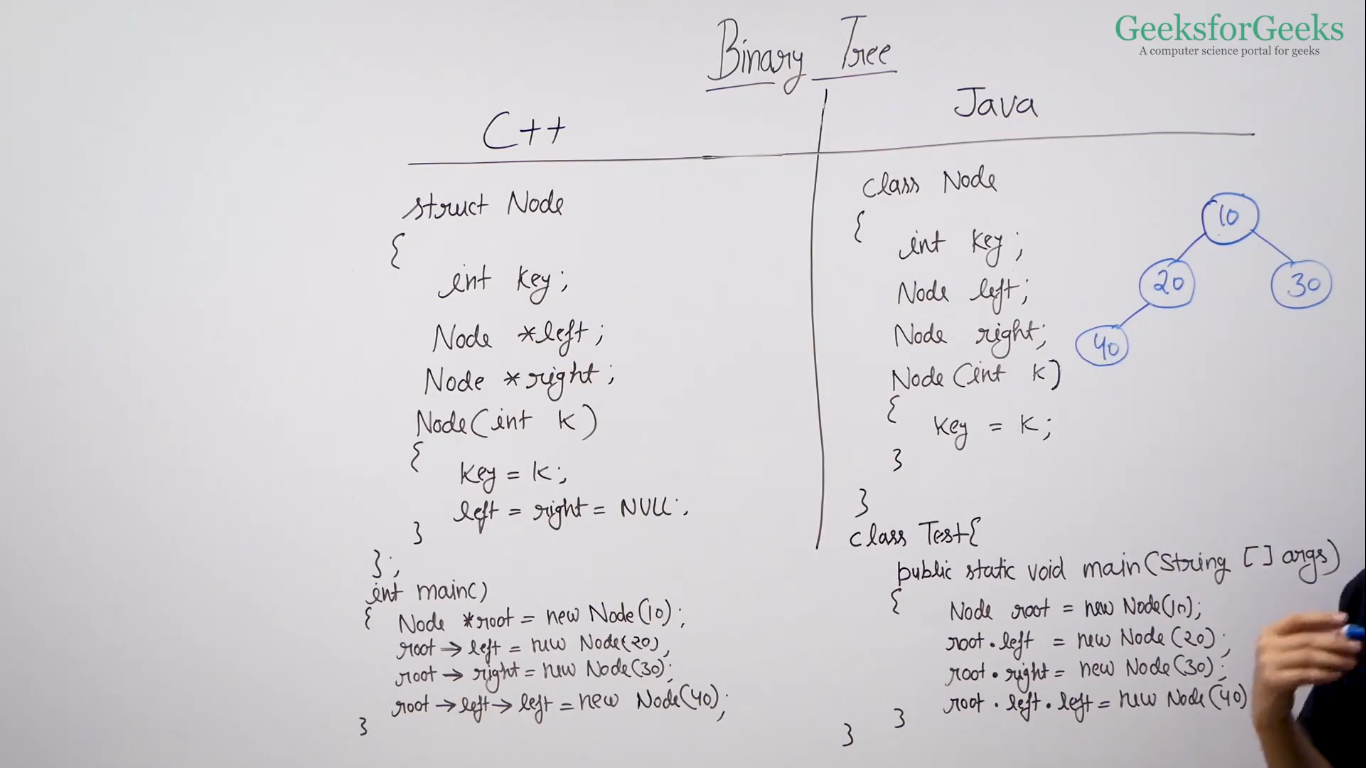 GeeksforGeeks
A computer science portal for geeks
Binary Tree
C++
struct Node
{
int key;
Node *left;
Node *right;
Node(int k)
{
key = k;
left = right = NULL;
}
};
int main()
{ Node *root = new Node(10);
root → left = new Node(20);
root → right = new Node(30);
root → left → left = new Node(40);
}
Java
class Node
{
int key;
Node left;
Node right;
Node(int k)
{
key = k;
}
}
class Test{
public static void main(String [] args)
{ Node root = new Node(10);
root.left = new Node(20);
root.right = new Node(30);
root.left.left = new Node(40)
}
}
10
20
30
40